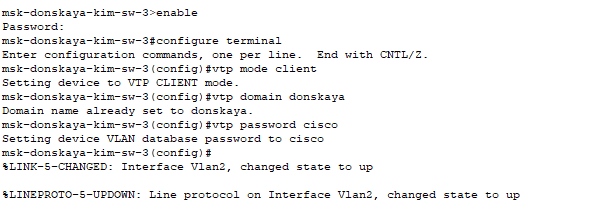 msk-donskaya-kim-sw-3>enable
Password:
msk-donskaya-kim-sw-3#configure terminal
Enter configuration commands, one per line.  End with CNTL/Z.
msk-donskaya-kim-sw-3(config)#vtp mode client
Setting device to VTP CLIENT mode.
msk-donskaya-kim-sw-3(config)#vtp domain donskaya
Domain name already set to donskaya.
msk-donskaya-kim-sw-3(config)#vtp password cisco
Setting device VLAN database password to cisco
msk-donskaya-kim-sw-3(config)#
%LINK-5-CHANGED: Interface Vlan2, changed state to up
%LINEPROTO-5-UPDOWN: Line protocol on Interface Vlan2, changed state to up